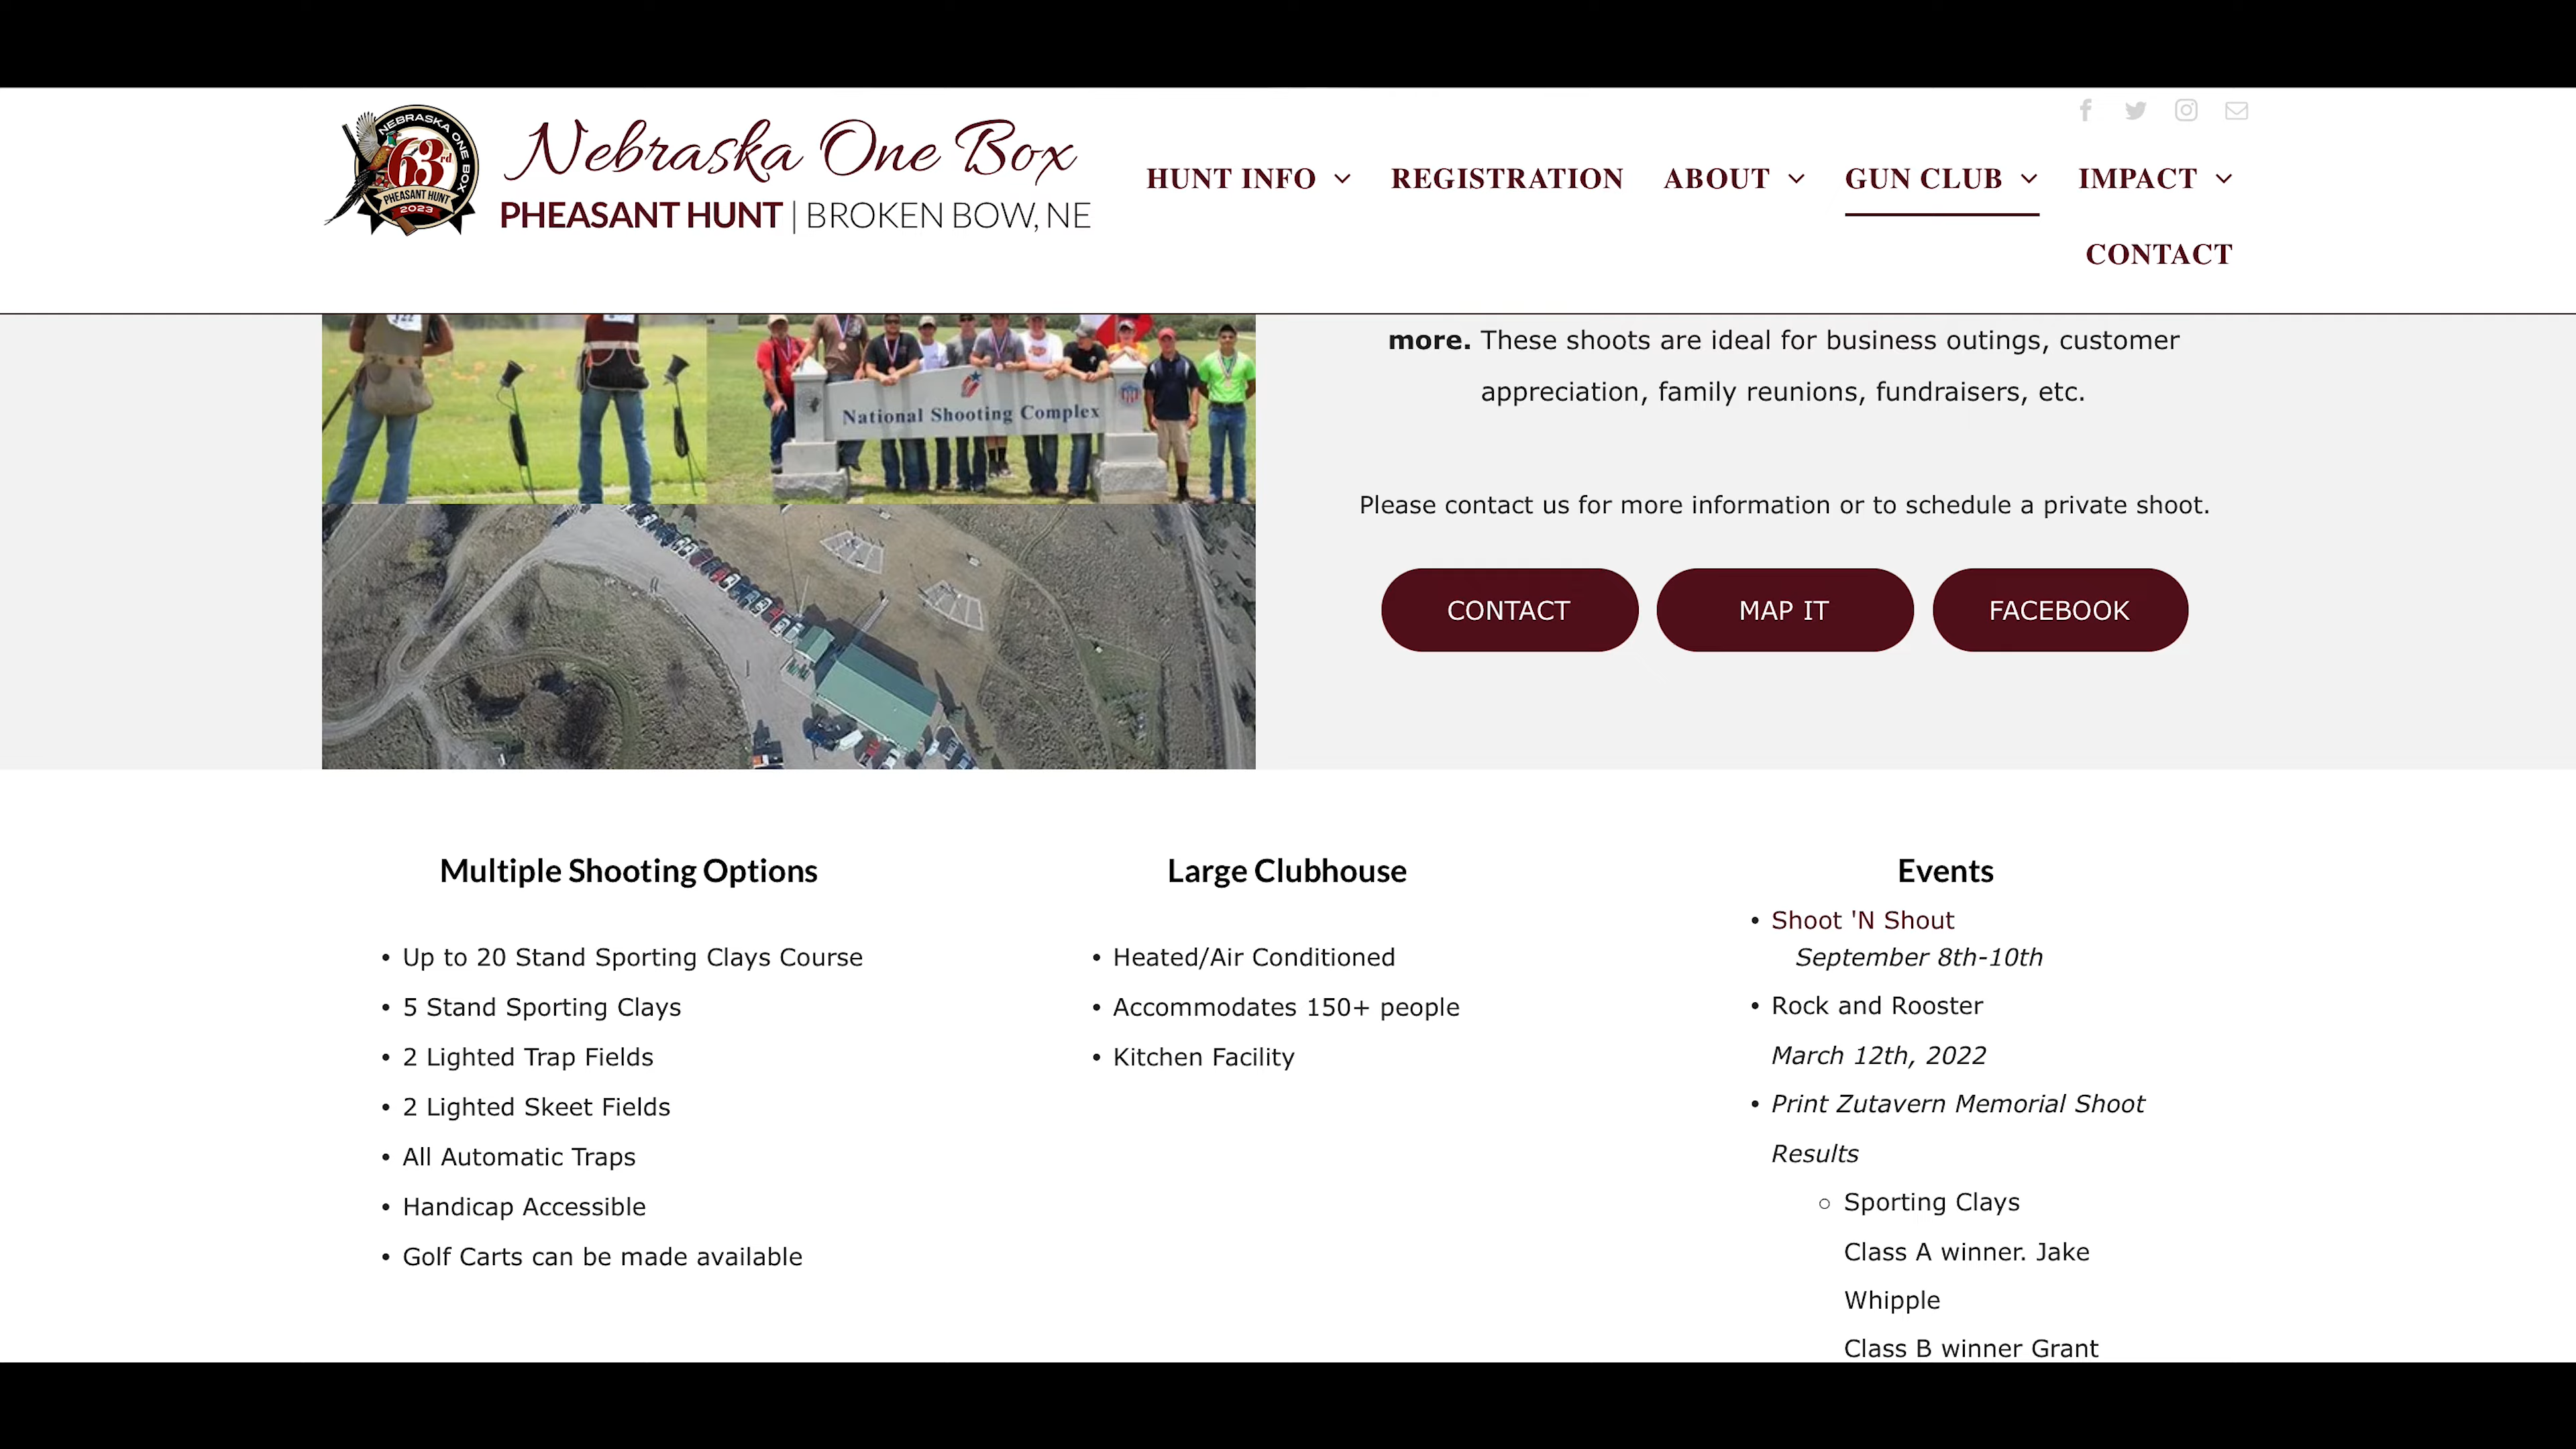 NEBRASKA ONE BOX
63rd
PHEASANT HUNT
2023
Nebraska One Box
PHEASANT HUNT | BROKEN BOW, NE
HUNT INFO
REGISTRATION
ABOUT
GUN CLUB
IMPACT
CONTACT
122
National Shooting Complex
more. These shoots are ideal for business outings, customer
appreciation, family reunions, fundraisers, etc.
Please contact us for more information or to schedule a private shoot.
CONTACT
MAP IT
FACEBOOK
Multiple Shooting Options
• Up to 20 Stand Sporting Clays Course
• 5 Stand Sporting Clays
• 2 Lighted Trap Fields
• 2 Lighted Skeet Fields
• All Automatic Traps
• Handicap Accessible
• Golf Carts can be made available
Large Clubhouse
• Heated/Air Conditioned
• Accommodates 150+ people
• Kitchen Facility
Events
• Shoot 'N Shout
September 8th-10th
• Rock and Rooster
March 12th, 2022
• Print Zutavern Memorial Shoot
Results
○ Sporting Clays
Class A winner. Jake
Whipple
Class B winner Grant